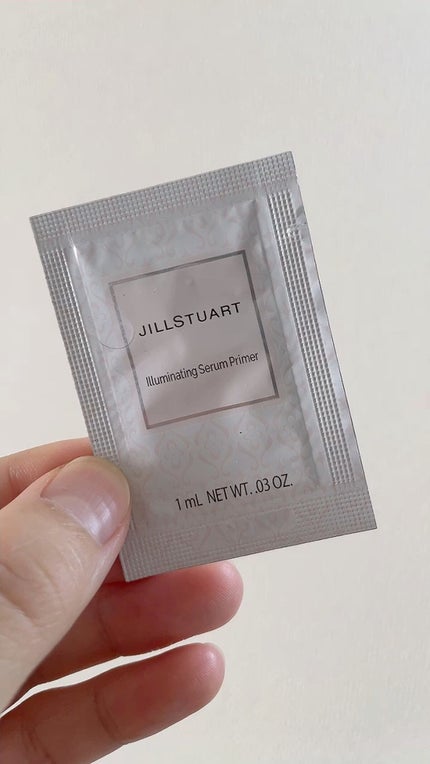 JILLSTUART
Illuminating Serum Primer
1 mL NET WT. .03 OZ.